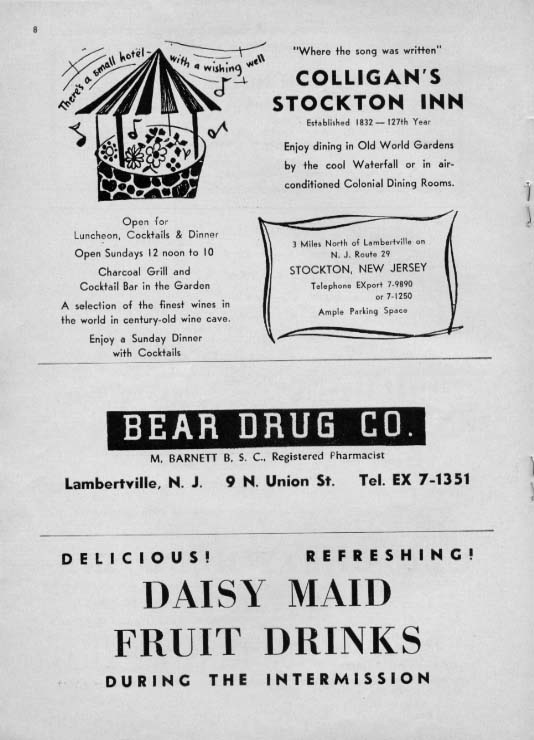 8
There's a small hotel- with a wishing well
"Where the song was written"
COLLIGAN'S
STOCKTON INN
Established 1832 — 127th Year
Enjoy dining in Old World Gardens
by the cool Waterfall or in air-
conditioned Colonial Dining Rooms.
Open for
Luncheon, Cocktails & Dinner
Open Sundays 12 noon to 10
Charcoal Grill and
Cocktail Bar in the Garden
A selection of the finest wines in
the world in century-old wine cave.
Enjoy a Sunday Dinner
with Cocktails
3 Miles North of Lambertville on
N. J. Route 29
STOCKTON, NEW JERSEY
Telephone EXport 7-9890
or 7-1250
Ample Parking Space
BEAR DRUG CO.
M. BARNETT B. S. C., Registered Pharmacist
Lambertville, N. J. 9 N. Union St. Tel. EX 7-1351
DELICIOUS! REFRESHING!
DAISY MAID
FRUIT DRINKS
DURING THE INTERMISSION